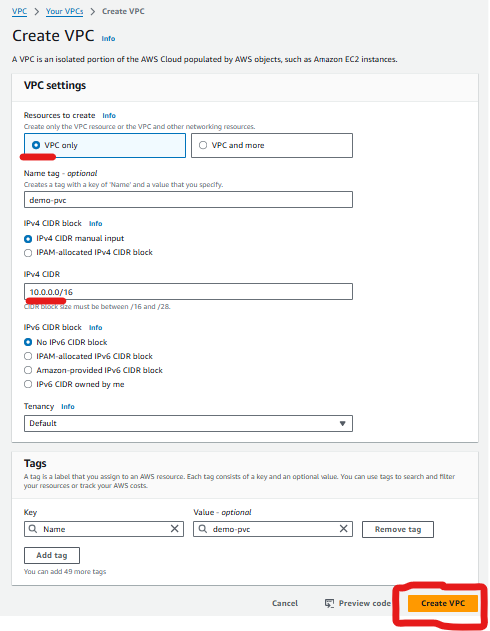 VPC > Your VPCs > Create VPC
Create VPC Info
A VPC is an isolated portion of the AWS Cloud populated by AWS objects, such as Amazon EC2 instances.
VPC settings
Resources to create Info
Create only the VPC resource or the VPC and other networking resources.
VPC only
VPC and more
Name tag - optional
Creates a tag with a key of 'Name' and a value that you specify.
demo-pvc
IPv4 CIDR block Info
IPv4 CIDR manual input
IPAM-allocated IPv4 CIDR block
IPv4 CIDR
10.0.0.0/16
CIDR block size must be between /16 and /28.
IPv6 CIDR block Info
No IPv6 CIDR block
IPAM-allocated IPv6 CIDR block
Amazon-provided IPv6 CIDR block
IPv6 CIDR owned by me
Tenancy Info
Default
Tags
A tag is a label that you assign to an AWS resource. Each tag consists of a key and an optional value. You can use tags to search and filter
your resources or track your AWS costs.
Key Value - optional
Name demo-pvc Remove tag
Add tag
You can add 49 more tags
Cancel Preview code Create VPC